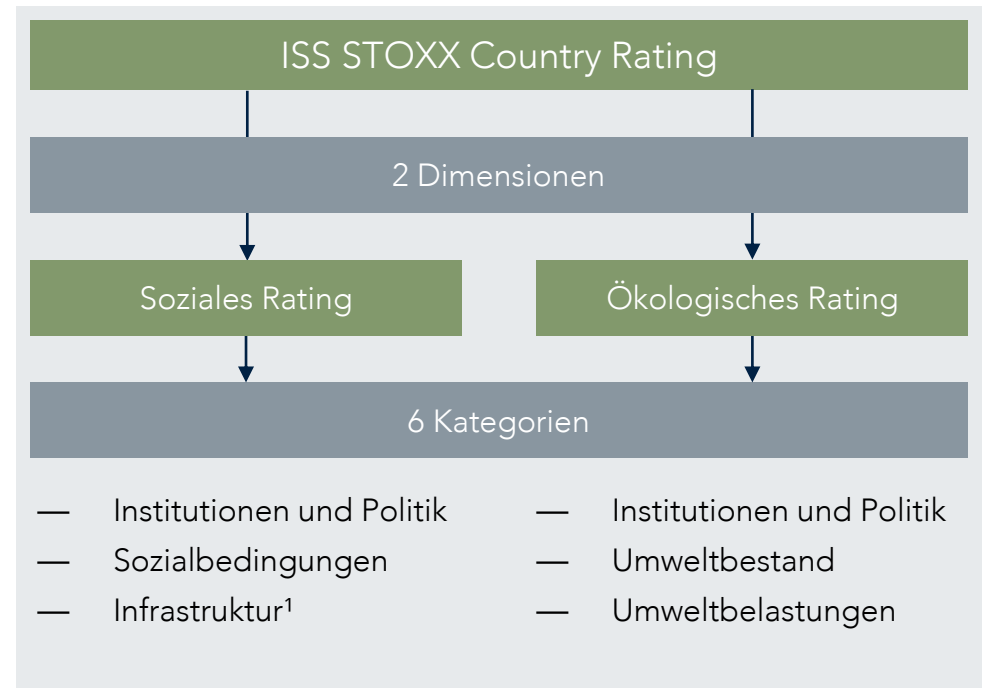 ISS STOXX Country Rating
2 Dimensionen
Soziales Rating
Ökologisches Rating
6 Kategorien
— Institutionen und Politik
— Sozialbedingungen
— Infrastruktur¹
— Institutionen und Politik
— Umweltbestand
— Umweltbelastungen